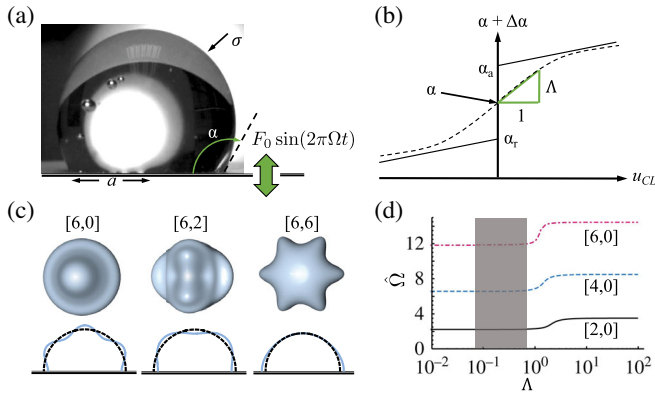 (a)
σ
α
F₀ sin(2πΩt)
a
(b)
α + Δα
αₐ
α
Λ
1
αᵣ
u_CL
(c)
[6,0] [6,2] [6,6]
(d)
12
8
4
0
Ω̂
[6,0]
[4,0]
[2,0]
10⁻² 10⁻¹ 10⁰ 10¹ 10²
Λ